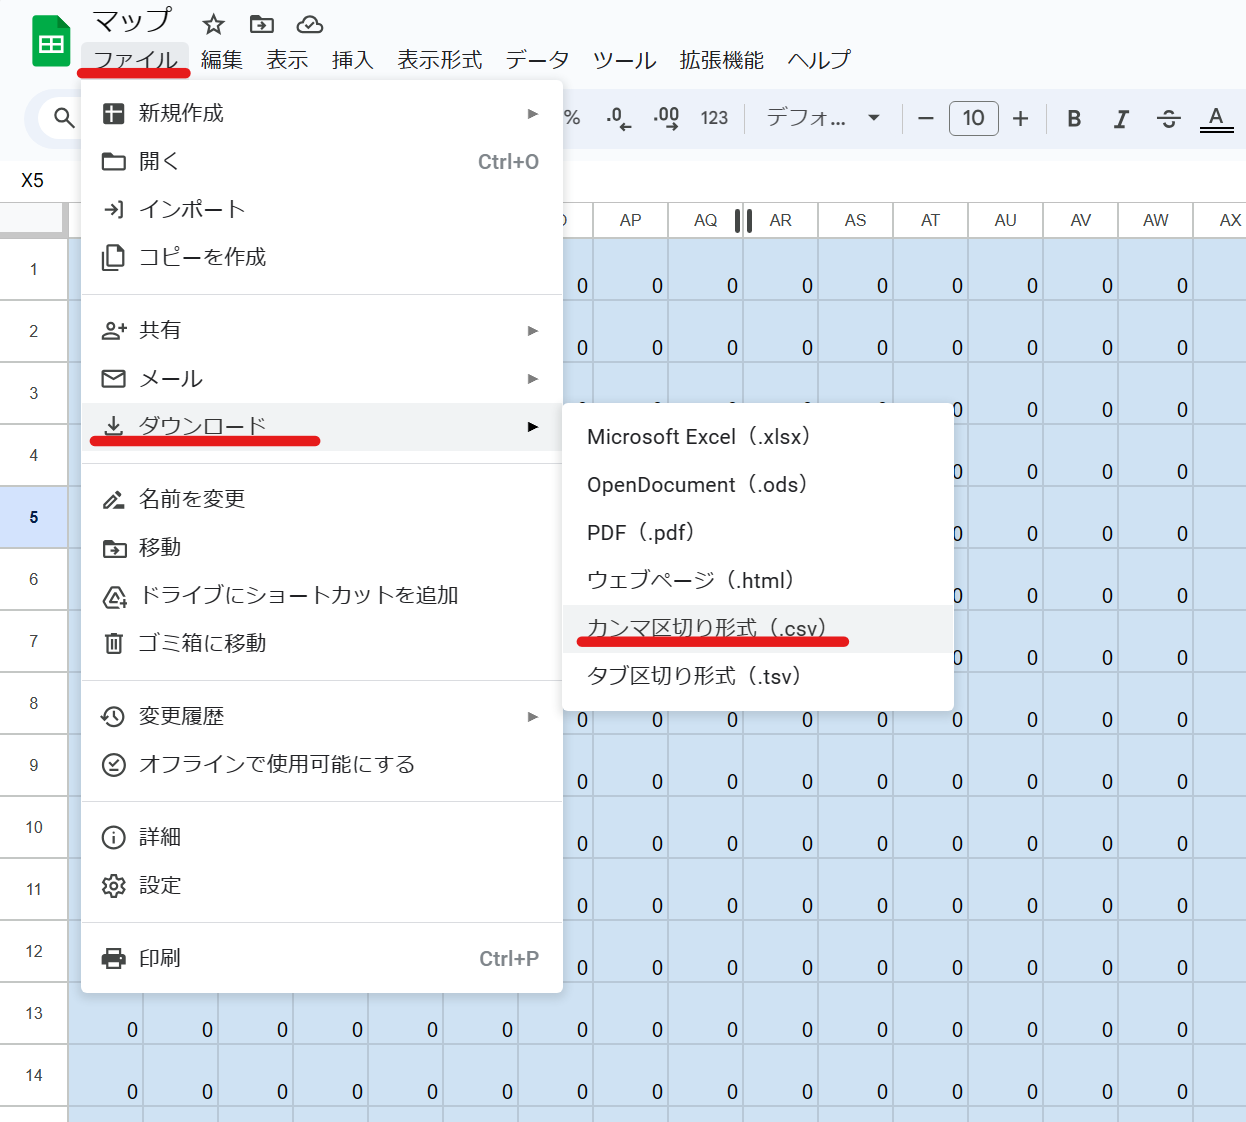 マップ
ファイル 編集 表示 挿入 表示形式 データ ツール 拡張機能 ヘルプ
% .0 .00 123 デフォ... 10 B I S A
X5
AP AQ AR AS AT AU AV AW AX
新規作成
開く Ctrl+O
インポート
コピーを作成
共有
メール
ダウンロード
名前を変更
移動
ドライブにショートカットを追加
ゴミ箱に移動
変更履歴
オフラインで使用可能にする
詳細
設定
印刷 Ctrl+P
Microsoft Excel（.xlsx）
OpenDocument（.ods）
PDF（.pdf）
ウェブページ（.html）
カンマ区切り形式（.csv）
タブ区切り形式（.tsv）
1 0 0 0 0 0 0 0 0 0
2 0 0 0 0 0 0 0 0 0
3 0 0 0
4 0 0 0
5 0 0 0
6 0 0 0
7 0 0 0
8 0 0 0 0 0 0 0 0 0
9 0 0 0 0 0 0 0 0 0
10 0 0 0 0 0 0 0 0 0
11 0 0 0 0 0 0 0 0 0
12 0 0 0 0 0 0 0 0 0
13 0 0 0 0 0 0 0 0 0 0 0 0 0 0 0
14 0 0 0 0 0 0 0 0 0 0 0 0 0 0 0